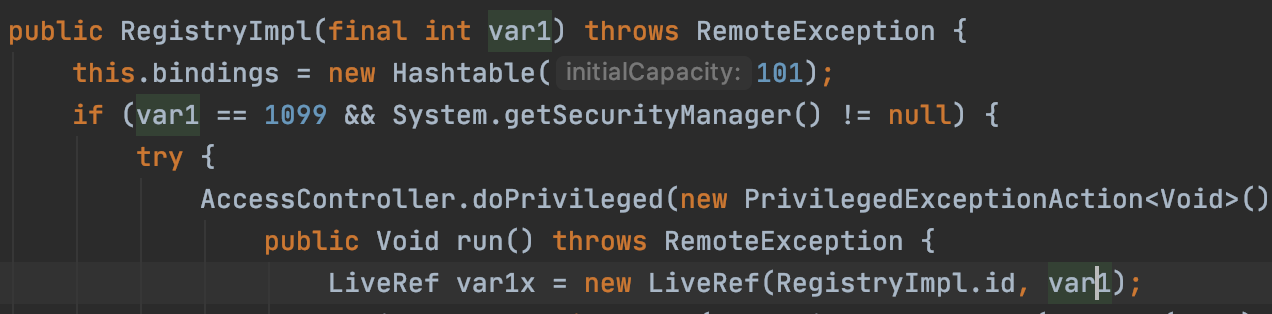 public RegistryImpl(final int var1) throws RemoteException {
this.bindings = new Hashtable( initialCapacity: 101);
if (var1 == 1099 && System.getSecurityManager() != null) {
try {
AccessController.doPrivileged(new PrivilegedExceptionAction<Void>()
public Void run() throws RemoteException {
LiveRef var1x = new LiveRef(RegistryImpl.id, var1);